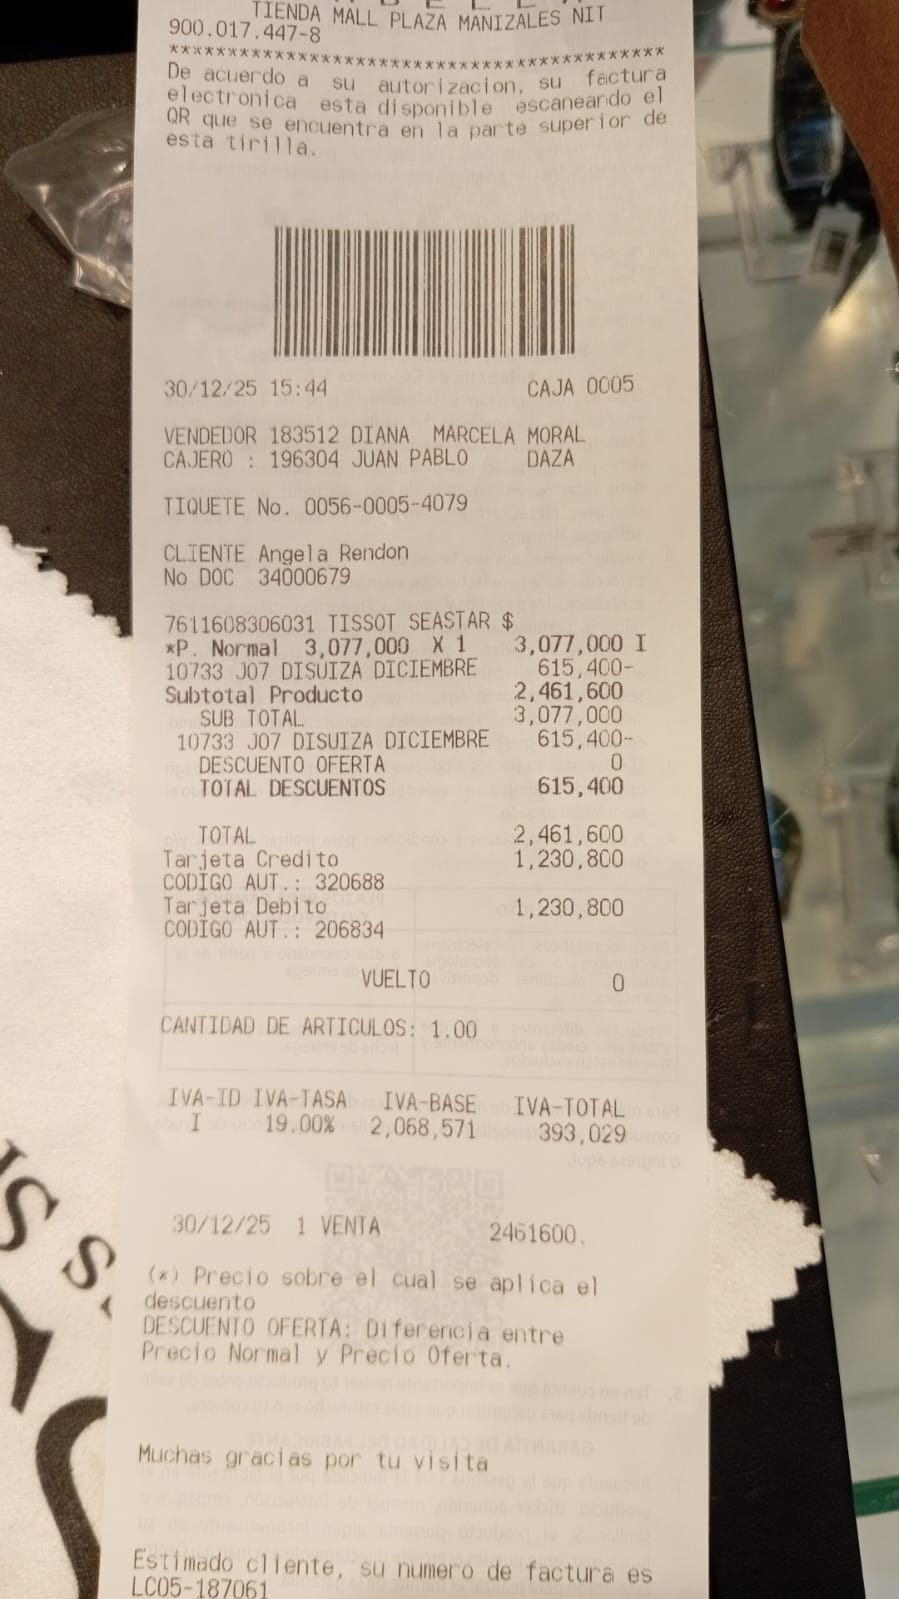 TIENDA MALL PLAZA MANIZALES NIT
900.017.447-8
******************************************
De acuerdo a su autorizacion, su factura
electronica esta disponible escaneando el
QR que se encuentra en la parte superior de
esta tirilla.
30/12/25 15:44 CAJA 0005
VENDEDOR 183512 DIANA MARCELA MORAL
CAJERO : 196304 JUAN PABLO DAZA
TIQUETE No. 0056-0005-4079
CLIENTE Angela Rendon
No DOC 34000679
7611608306031 TISSOT SEASTAR $
*P. Normal 3,077,000 X 1 3,077,000 I
10733 J07 DISUIZA DICIEMBRE 615,400-
Subtotal Producto 2,461,600
SUB TOTAL 3,077,000
10733 J07 DISUIZA DICIEMBRE 615,400-
DESCUENTO OFERTA 0
TOTAL DESCUENTOS 615,400
TOTAL 2,461,600
Tarjeta Credito 1,230,800
CODIGO AUT.: 320688
Tarjeta Debito 1,230,800
CODIGO AUT.: 206834
VUELTO 0
CANTIDAD DE ARTICULOS: 1.00
IVA-ID IVA-TASA IVA-BASE IVA-TOTAL
I 19.00% 2,068,571 393,029
30/12/25 1 VENTA 2461600.
(*) Precio sobre el cual se aplica el
descuento
DESCUENTO OFERTA: Diferencia entre
Precio Normal y Precio Oferta.
Muchas gracias por tu visita
Estimado cliente, su numero de factura es
LC05-187061